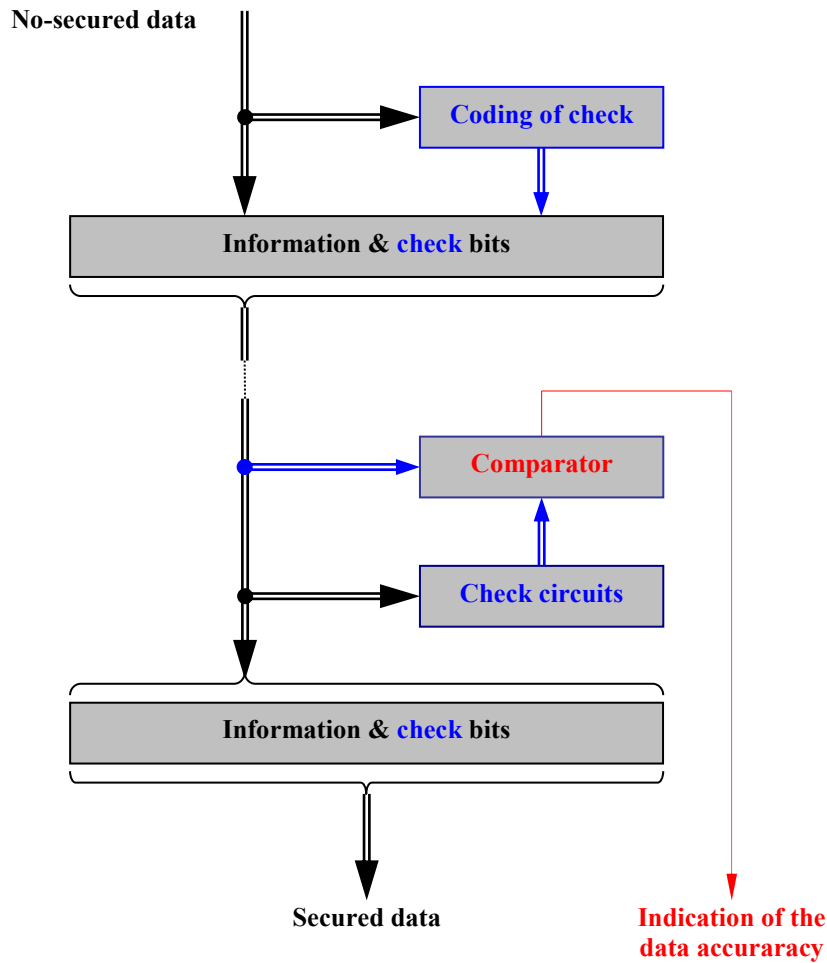 No-secured data
Coding of check
Information & check bits
Comparator
Check circuits
Information & check bits
Secured data
Indication of the
data accuraracy